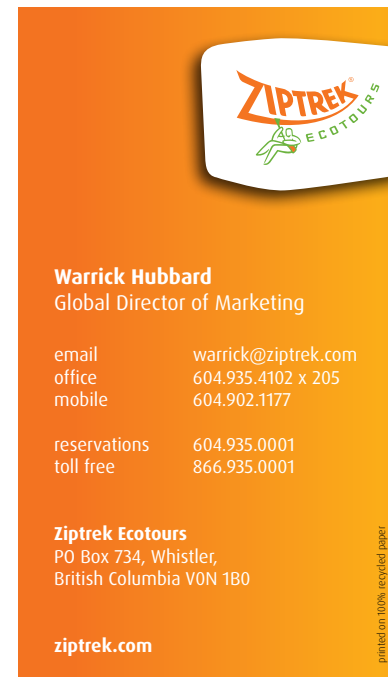 ZIPTREK®
ECOTOURS
Warrick Hubbard
Global Director of Marketing
email warrick@ziptrek.com
office 604.935.4102 x 205
mobile 604.902.1177
reservations 604.935.0001
toll free 866.935.0001
Ziptrek Ecotours
PO Box 734, Whistler,
British Columbia V0N 1B0
ziptrek.com
printed on 100% recycled paper